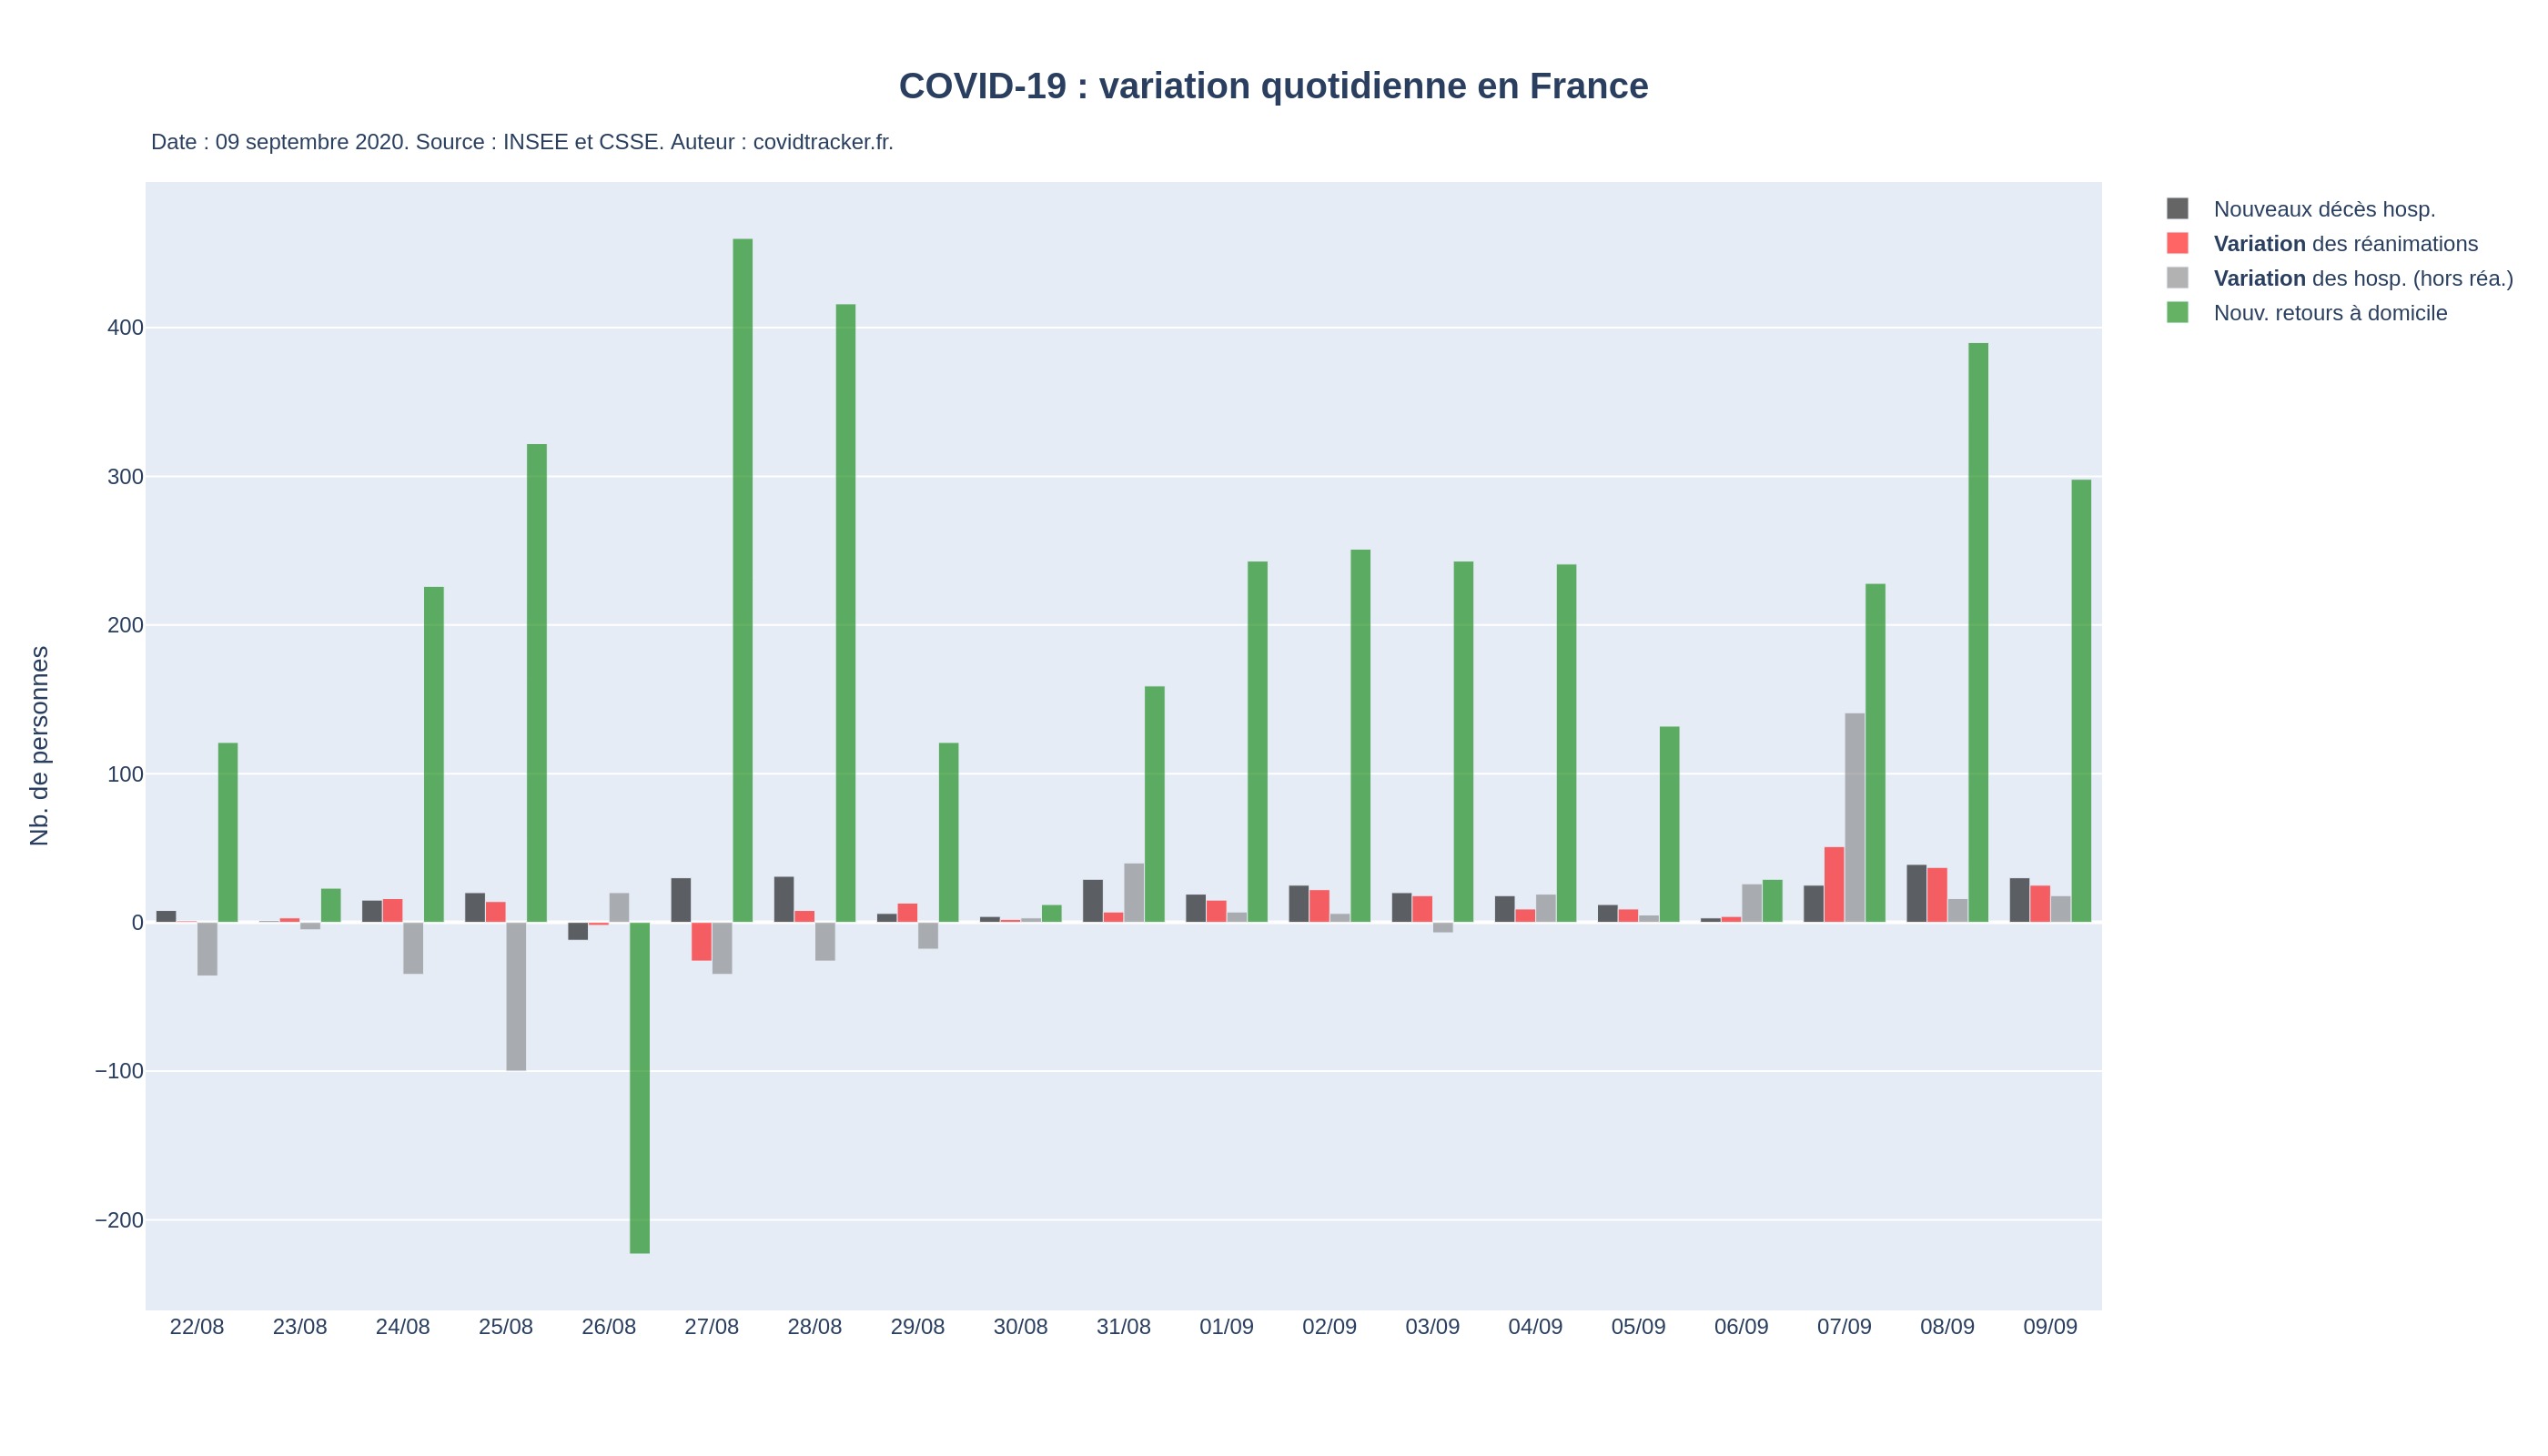 COVID-19 : variation quotidienne en France
Date : 09 septembre 2020. Source : INSEE et CSSE. Auteur : covidtracker.fr.
Nouveaux décès hosp.
Variation des réanimations
Variation des hosp. (hors réa.)
Nouv. retours à domicile
Nb. de personnes
400
300
200
100
0
−100
−200
22/08 23/08 24/08 25/08 26/08 27/08 28/08 29/08 30/08 31/08 01/09 02/09 03/09 04/09 05/09 06/09 07/09 08/09 09/09